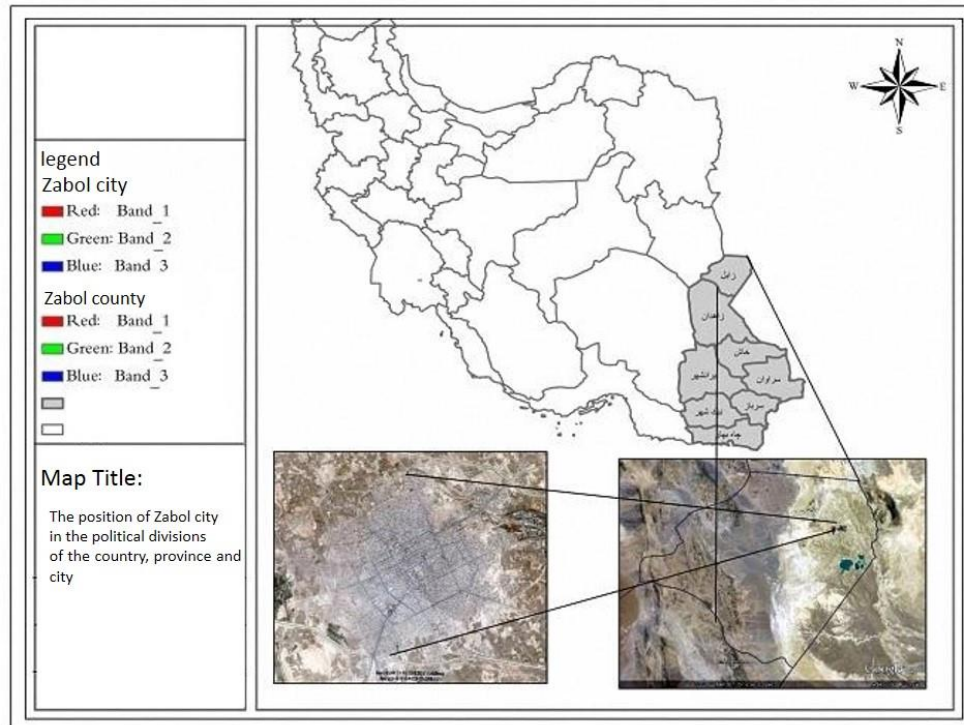 legend
Zabol city
Red: Band_1
Green: Band_2
Blue: Band_3
Zabol county
Red: Band_1
Green: Band_2
Blue: Band_3
Map Title:
The position of Zabol city
in the political divisions
of the country, province and
city
N
W
E
S
زابل
زاهدان
خاش
سراوان
ایرانشهر
سرباز
نیک شهر
چاه بهار